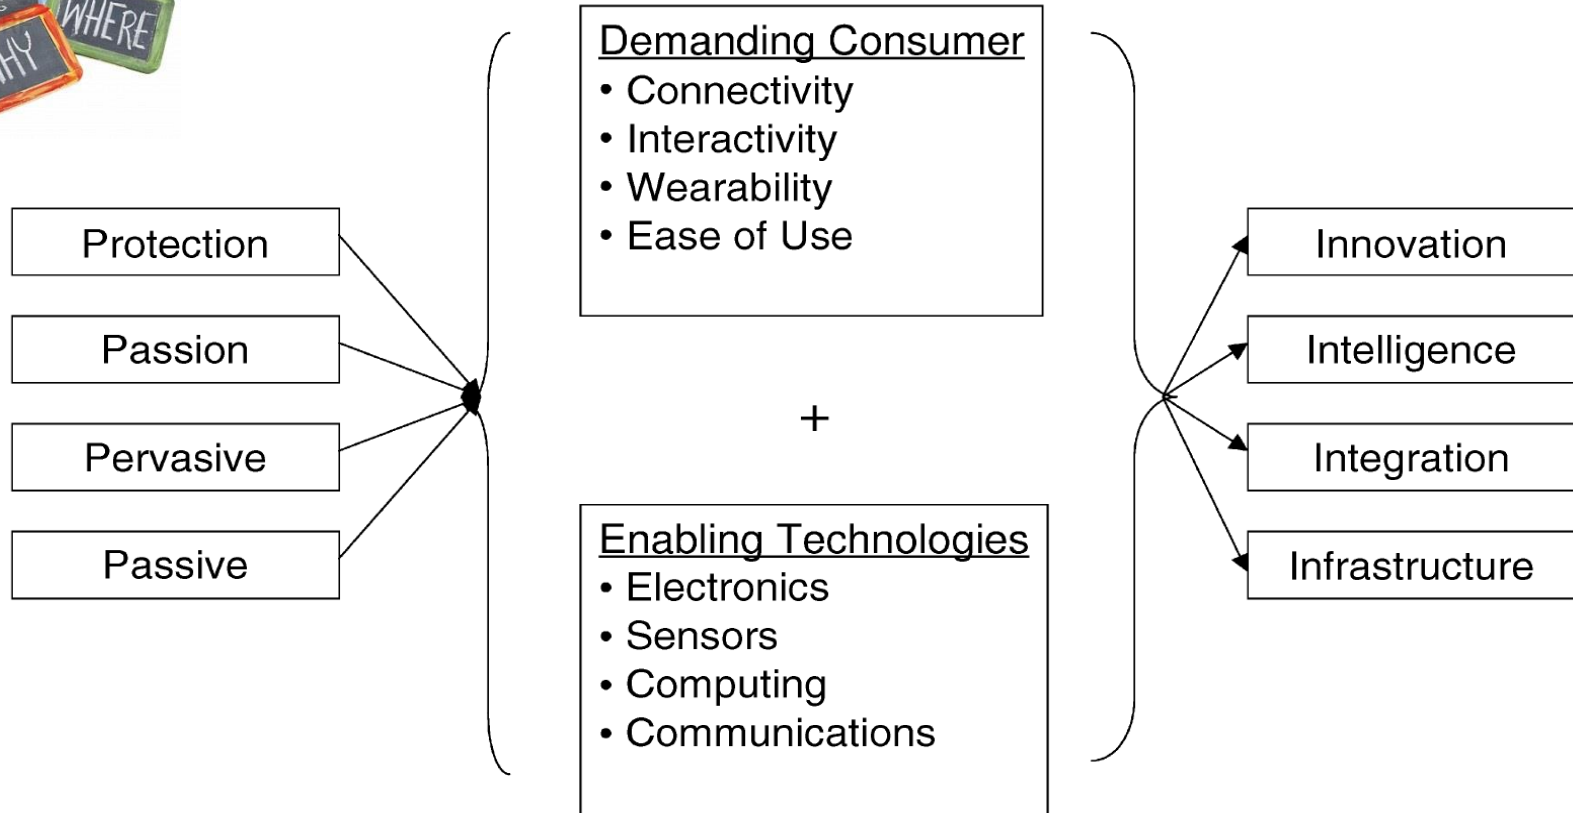 WHERE
Protection
Passion
Pervasive
Passive
Demanding Consumer
• Connectivity
• Interactivity
• Wearability
• Ease of Use
+
Enabling Technologies
• Electronics
• Sensors
• Computing
• Communications
Innovation
Intelligence
Integration
Infrastructure